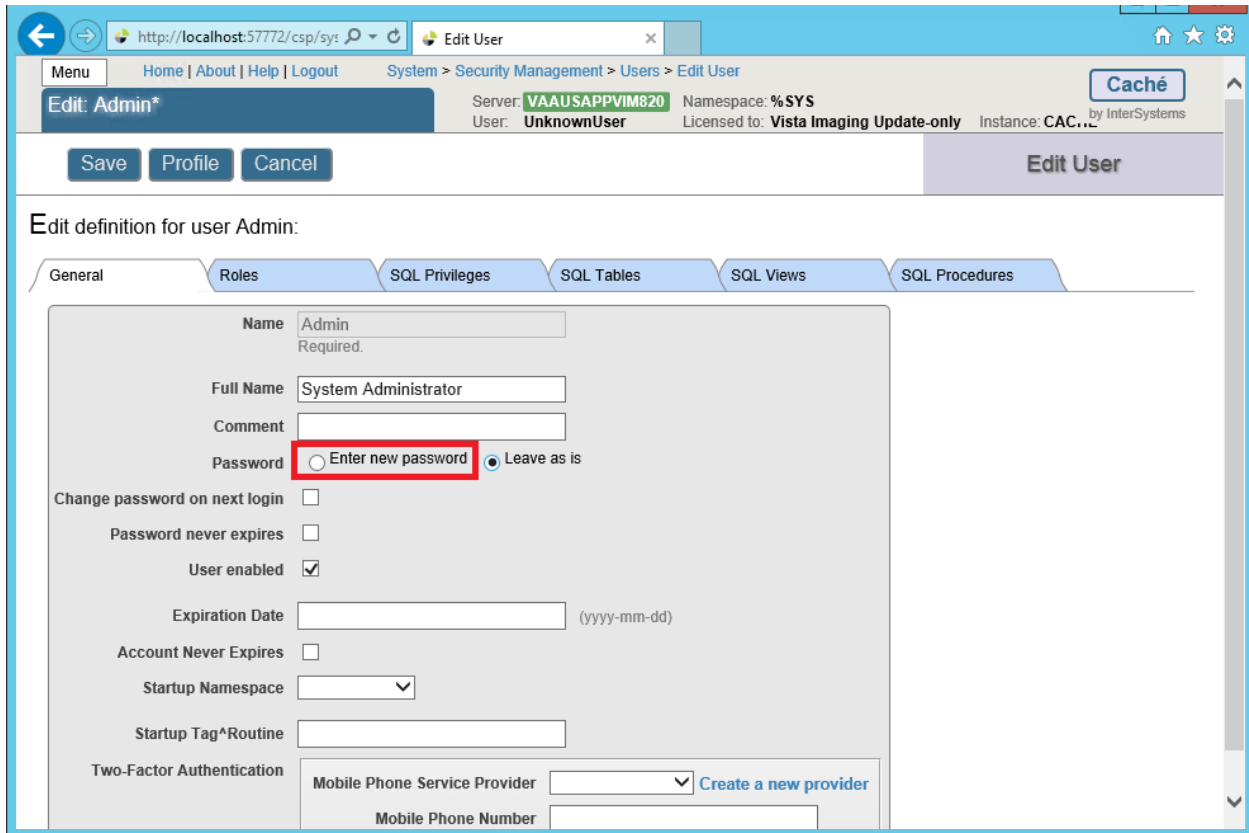 http://localhost:57772/csp/sys Edit User
Menu Home | About | Help | Logout System > Security Management > Users > Edit User
Caché
by InterSystems
Edit: Admin*
Server: VAAUSAPPVIM820 Namespace: %SYS
User: UnknownUser Licensed to: Vista Imaging Update-only Instance:
Save Profile Cancel
Edit User
Edit definition for user Admin:
General Roles SQL Privileges SQL Tables SQL Views SQL Procedures
Name Admin
Required.
Full Name System Administrator
Comment
Password Enter new password Leave as is
Change password on next login
Password never expires
User enabled
Expiration Date (yyyy-mm-dd)
Account Never Expires
Startup Namespace
Startup Tag^Routine
Two-Factor Authentication
Mobile Phone Service Provider Create a new provider
Mobile Phone Number